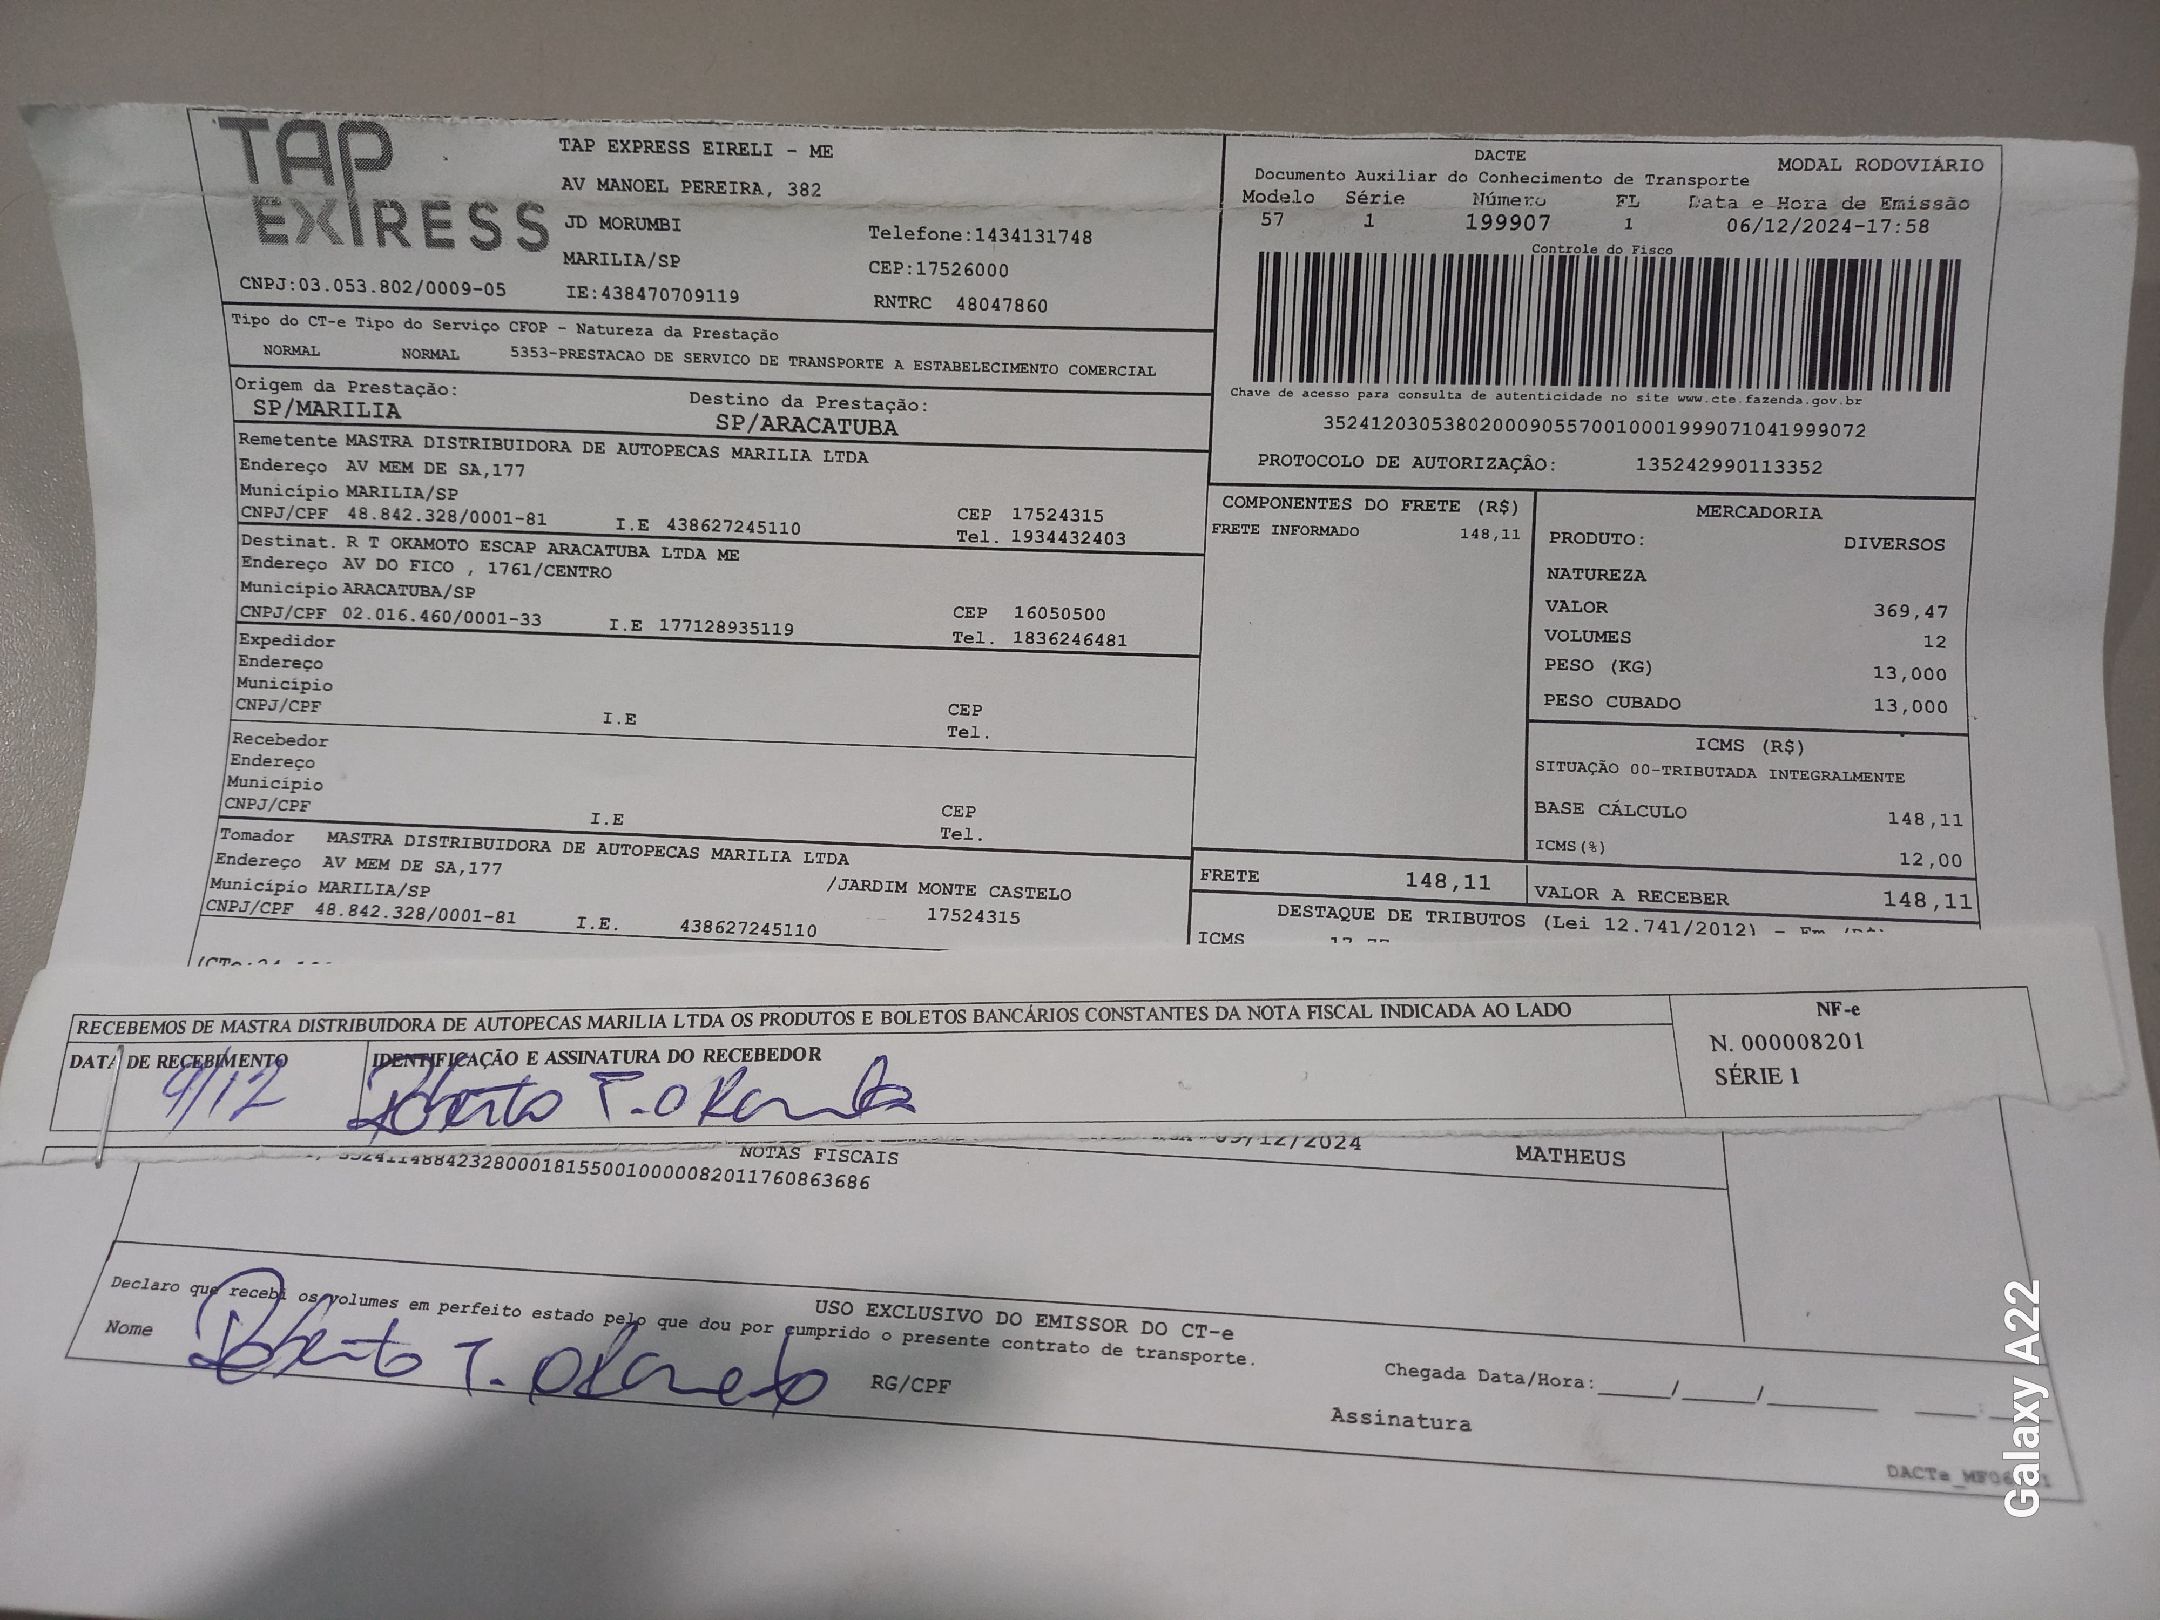 TAP
EXPRESS
TAP EXPRESS EIRELI - ME
AV MANOEL PEREIRA, 382
JD MORUMBI
Telefone:1434131748
MARILIA/SP
CEP:17526000
CNPJ:03.053.802/0009-05
IE:438470709119
RNTRC 48047860
DACTE
MODAL RODOVIÁRIO
Documento Auxiliar do Conhecimento de Transporte
Modelo Série Número FL Data e Hora de Emissão
57 1 199907 1 06/12/2024-17:58
Controle do Fisco
Chave de acesso para consulta de autenticidade no site www.cte.fazenda.gov.br
35241203053802000905570010001999071041999072
PROTOCOLO DE AUTORIZAÇÃO: 135242990113352
Tipo do CT-e Tipo do Serviço CFOP - Natureza da Prestação
NORMAL NORMAL 5353-PRESTACAO DE SERVICO DE TRANSPORTE A ESTABELECIMENTO COMERCIAL
Origem da Prestação: Destino da Prestação:
SP/MARILIA SP/ARACATUBA
Remetente MASTRA DISTRIBUIDORA DE AUTOPECAS MARILIA LTDA
Endereço AV MEM DE SA,177
Município MARILIA/SP
CEP 17524315
CNPJ/CPF 48.842.328/0001-81 I.E 438627245110 Tel. 1934432403
Destinat. R T OKAMOTO ESCAP ARACATUBA LTDA ME
Endereço AV DO FICO , 1761/CENTRO
Município ARACATUBA/SP
CEP 16050500
CNPJ/CPF 02.016.460/0001-33 I.E 177128935119 Tel. 1836246481
Expedidor
Endereço
Município
CEP
CNPJ/CPF I.E Tel.
Recebedor
Endereço
Município
CEP
CNPJ/CPF I.E Tel.
Tomador MASTRA DISTRIBUIDORA DE AUTOPECAS MARILIA LTDA
Endereço AV MEM DE SA,177 /JARDIM MONTE CASTELO
Município MARILIA/SP 17524315
CNPJ/CPF 48.842.328/0001-81 I.E. 438627245110
COMPONENTES DO FRETE (R$)
FRETE INFORMADO 148,11
MERCADORIA
PRODUTO: DIVERSOS
NATUREZA
VALOR 369,47
VOLUMES 12
PESO (KG) 13,000
PESO CUBADO 13,000
ICMS (R$)
SITUAÇÃO 00-TRIBUTADA INTEGRALMENTE
BASE CÁLCULO 148,11
ICMS(%) 12,00
FRETE 148,11 VALOR A RECEBER 148,11
DESTAQUE DE TRIBUTOS (Lei 12.741/2012) - Em
ICMS
RECEBEMOS DE MASTRA DISTRIBUIDORA DE AUTOPECAS MARILIA LTDA OS PRODUTOS E BOLETOS BANCÁRIOS CONSTANTES DA NOTA FISCAL INDICADA AO LADO
DATA DE RECEBIMENTO IDENTIFICAÇÃO E ASSINATURA DO RECEBEDOR
9/12 Roberto T. Okamoto
NF-e
N. 000008201
SÉRIE 1
09/12/2024 MATHEUS
NOTAS FISCAIS
35241148842328000181550010000082011760863686
USO EXCLUSIVO DO EMISSOR DO CT-e
Declaro que recebi os volumes em perfeito estado pelo que dou por cumprido o presente contrato de transporte.
Nome Roberto T. Okamoto RG/CPF
Chegada Data/Hora:_____/_____/_______ ____:____
Assinatura
Galaxy A22